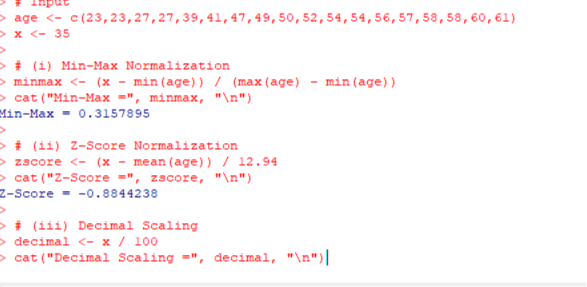 > # Input
> age <- c(23,23,27,27,39,41,47,49,50,52,54,54,56,57,58,58,60,61)
> x <- 35
>
> # (i) Min-Max Normalization
> minmax <- (x - min(age)) / (max(age) - min(age))
> cat("Min-Max =", minmax, "\n")
Min-Max = 0.3157895
>
> # (ii) Z-Score Normalization
> zscore <- (x - mean(age)) / 12.94
> cat("Z-Score =", zscore, "\n")
Z-Score = -0.8844238
>
> # (iii) Decimal Scaling
> decimal <- x / 100
> cat("Decimal Scaling =", decimal, "\n")